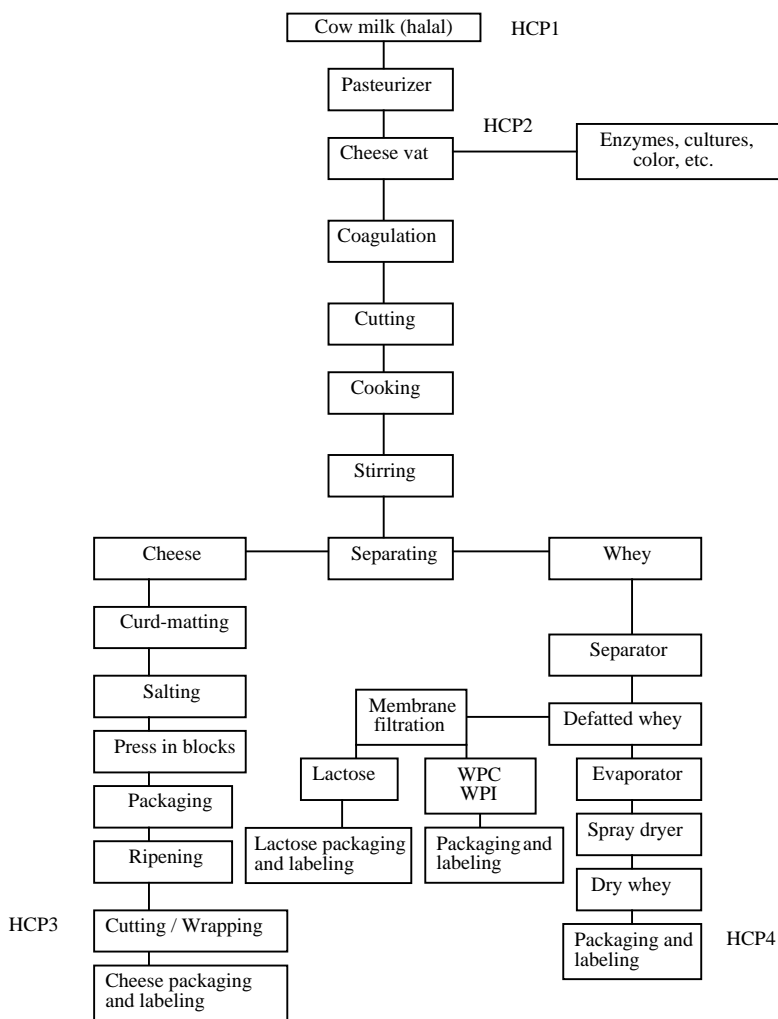 Cow milk (halal)
HCP1
Pasteurizer
HCP2
Cheese vat
Enzymes, cultures,
color, etc.
Coagulation
Cutting
Cooking
Stirring
Cheese
Separating
Whey
Curd-matting
Separator
Salting
Membrane
filtration
Defatted whey
Press in blocks
Lactose
WPC
WPI
Evaporator
Packaging
Lactose packaging
and labeling
Packaging and
labeling
Spray dryer
Ripening
Dry whey
HCP3
Cutting / Wrapping
Packaging and
labeling
HCP4
Cheese packaging
and labeling